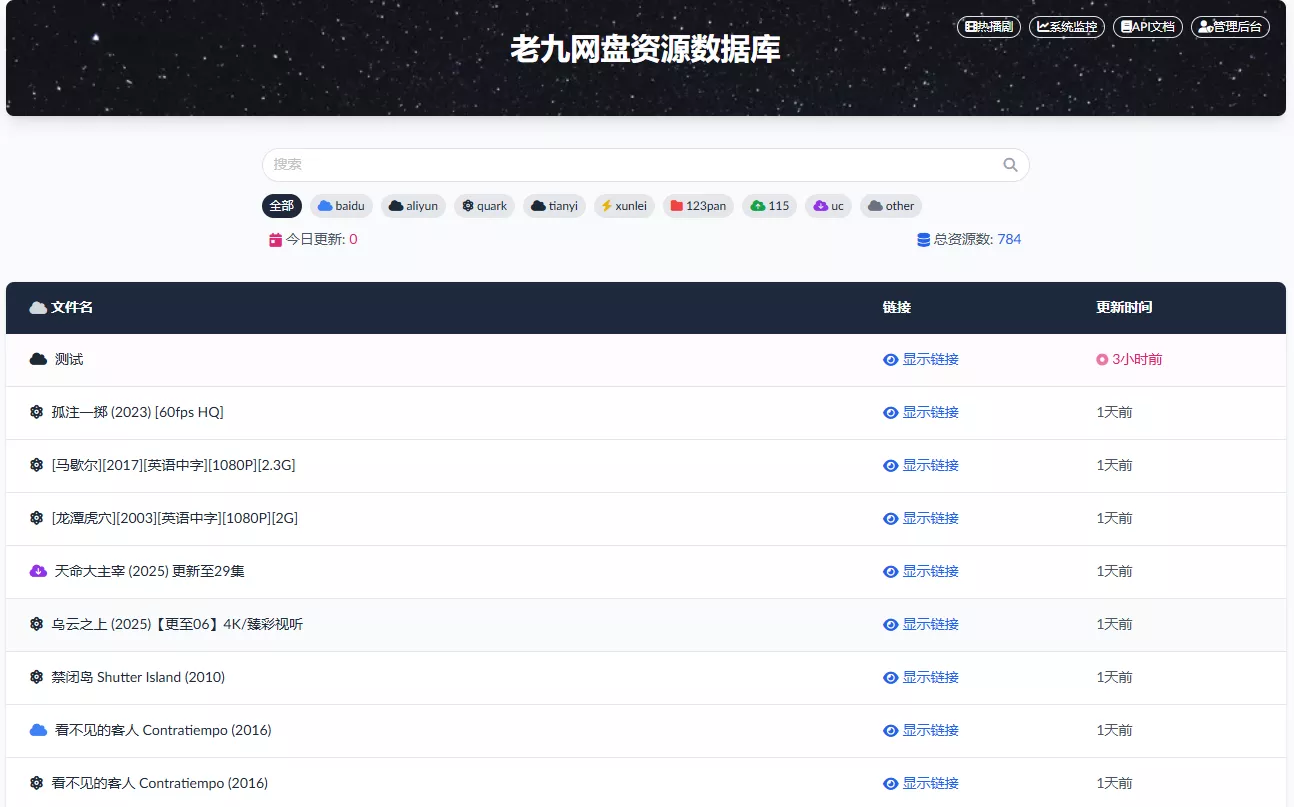 热播剧 系统监控 API文档 管理后台
老九网盘资源数据库
搜索
全部 baidu aliyun quark tianyi xunlei 123pan 115 uc other
今日更新: 0 总资源数: 784
文件名 链接 更新时间
测试 显示链接 3小时前
孤注一掷 (2023) [60fps HQ] 显示链接 1天前
[马歇尔][2017][英语中字][1080P][2.3G] 显示链接 1天前
[龙潭虎穴][2003][英语中字][1080P][2G] 显示链接 1天前
天命大主宰 (2025) 更新至29集 显示链接 1天前
乌云之上 (2025)【更至06】4K/臻彩视听 显示链接 1天前
禁闭岛 Shutter Island (2010) 显示链接 1天前
看不见的客人 Contratiempo (2016) 显示链接 1天前
看不见的客人 Contratiempo (2016) 显示链接 1天前